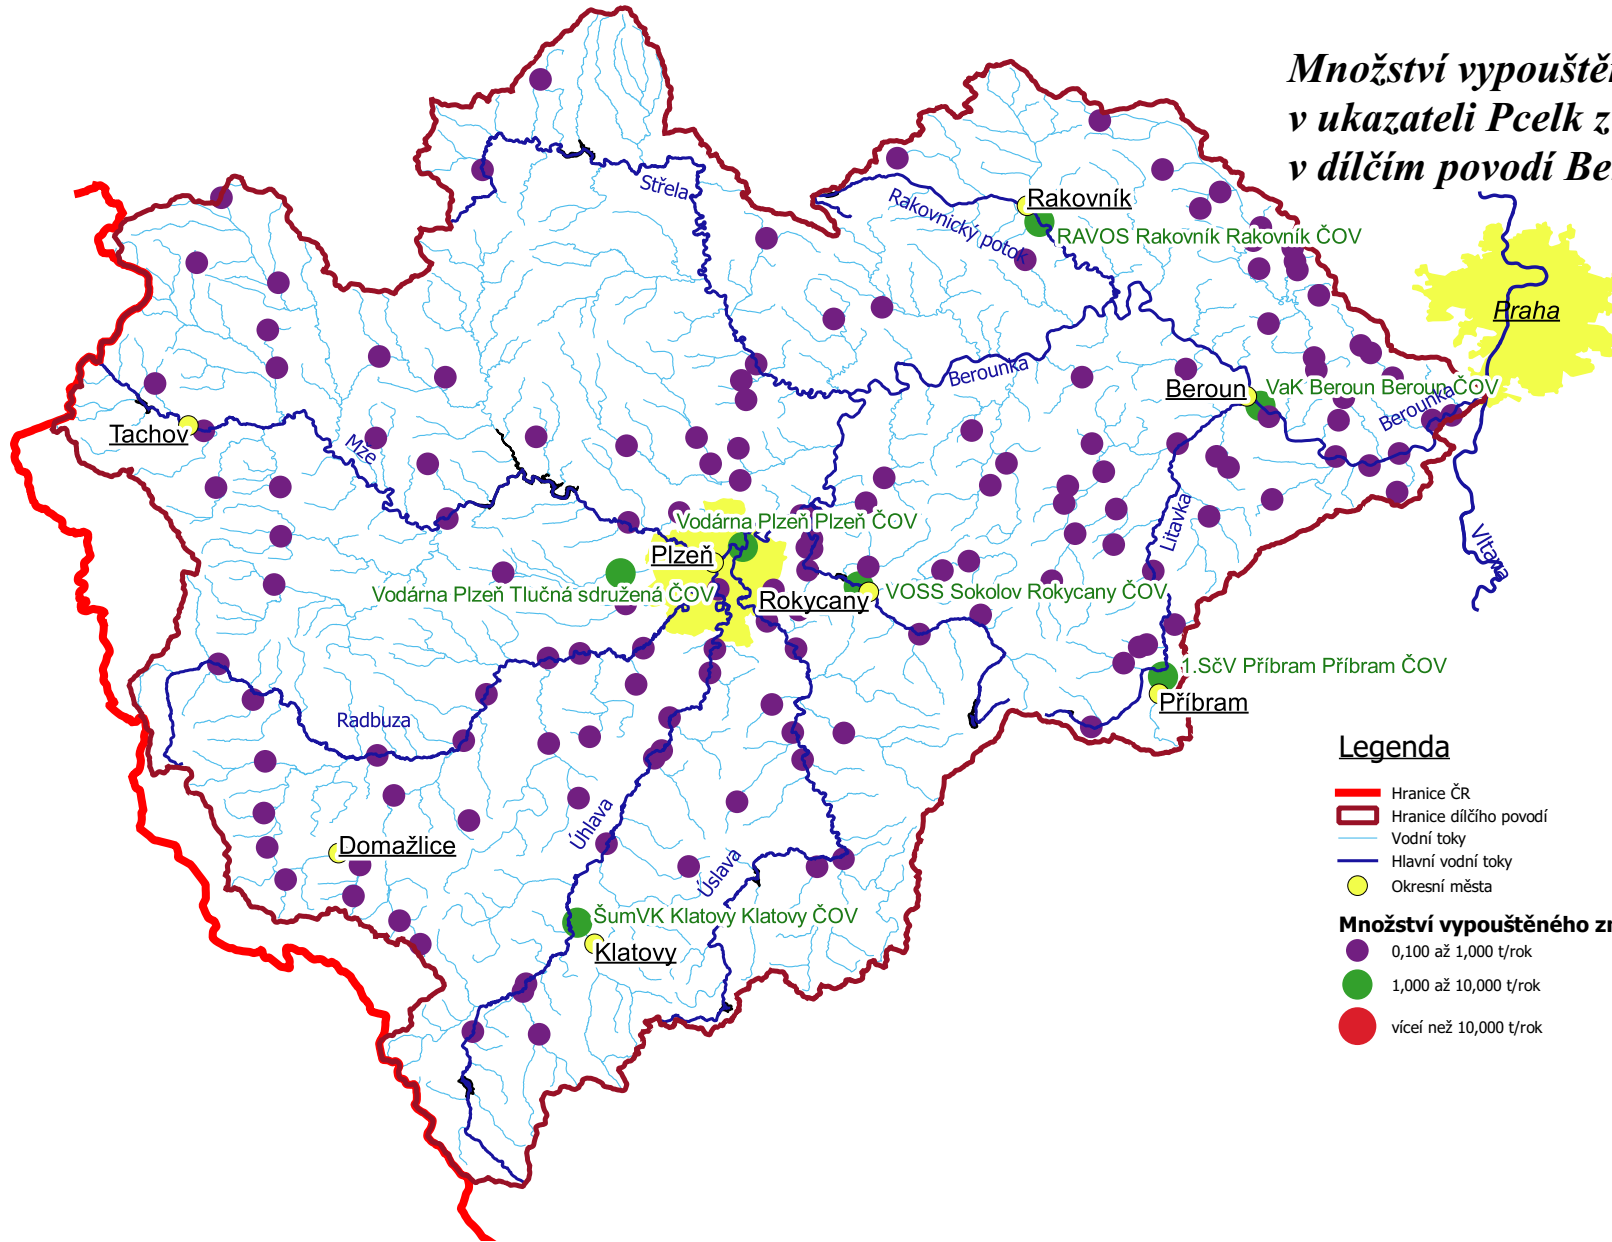 Množství vypouště
v ukazateli Pcelk z
v dílčím povodí Be
Střela
Rakovník
Rakovnický potok
RAVOS Rakovník Rakovník ČOV
Praha
Berounka
Beroun
VaK Beroun Beroun ČOV
Berounka
Tachov
Mže
Litavka
Vltava
Vodárna Plzeň Plzeň ČOV
Plzeň
Vodárna Plzeň Tlučná sdružená ČOV
Rokycany
VOSS Sokolov Rokycany ČOV
1.SčV Příbram Příbram ČOV
Příbram
Radbuza
Úhlava
Domažlice
Úslava
ŠumVK Klatovy Klatovy ČOV
Klatovy
Legenda
Hranice ČR
Hranice dílčího povodí
Vodní toky
Hlavní vodní toky
Okresní města
Množství vypouštěného zr
0,100 až 1,000 t/rok
1,000 až 10,000 t/rok
víceí než 10,000 t/rok